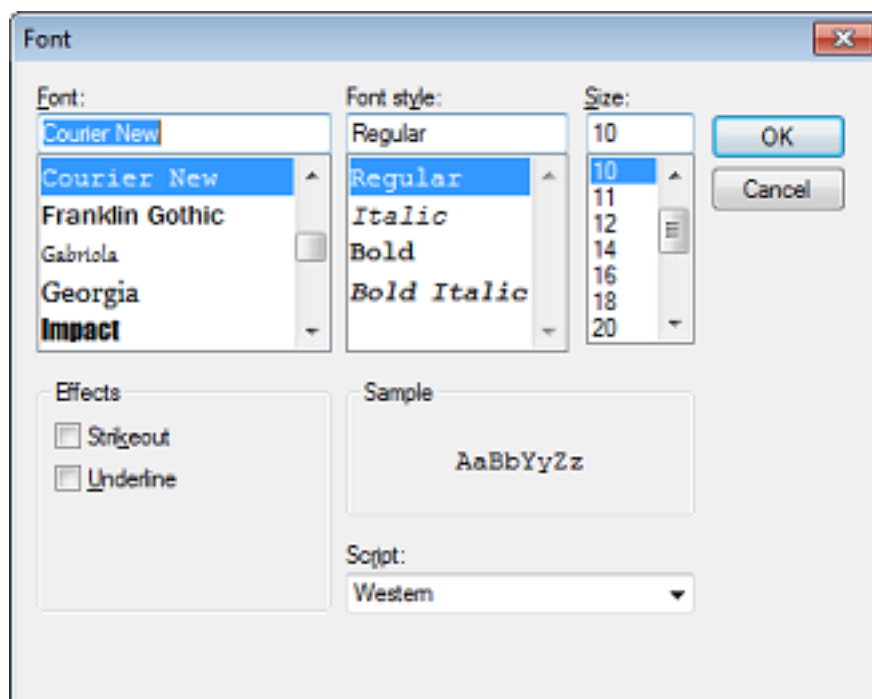 Font
Font: Font style: Size:
Courier New Regular 10
Courier New Regular 10
Franklin Gothic Italic 11
Gabriola Bold 12
Georgia Bold Italic 14
Impact 16
18
20
OK
Cancel
Effects
Strikeout
Underline
Sample
AaBbYyZz
Script:
Western